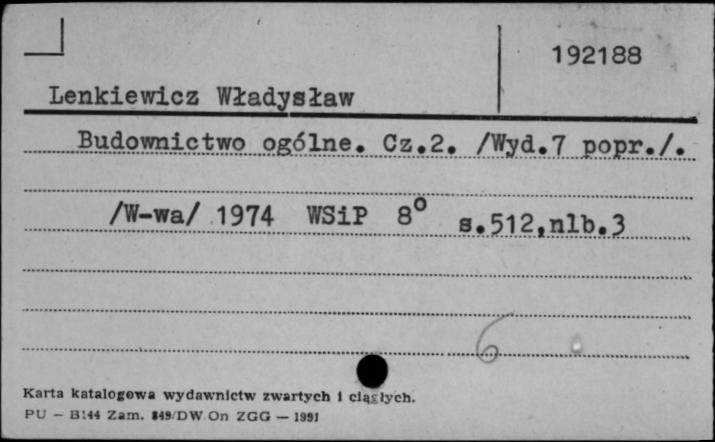 192188
Lenkiewicz Władysław
Budownictwo ogólne. Cz.2. /Wyd.7 popr./.
/W-wa/ 1974 WSiP 8° s.512,nlb.3
6
Karta katalogowa wydawnictw zwartych i ciągłych.
PU — B144 Zam. 849/DW On ZGG — 1991